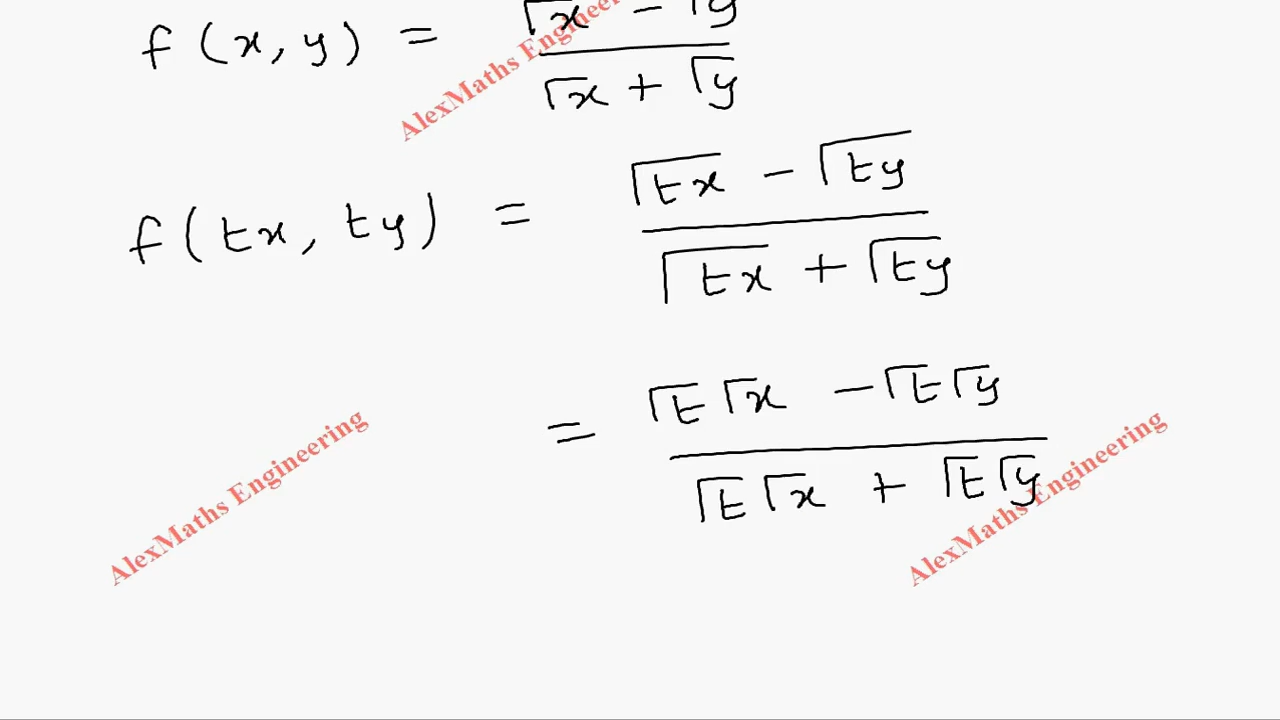 f(x, y) = (√x - √y) / (√x + √y)
AlexMaths Engineering
f(tx, ty) = (√tx - √ty) / (√tx + √ty)
= (√t √x - √t √y) / (√t √x + √t √y)
AlexMaths Engineering
AlexMaths Engineering